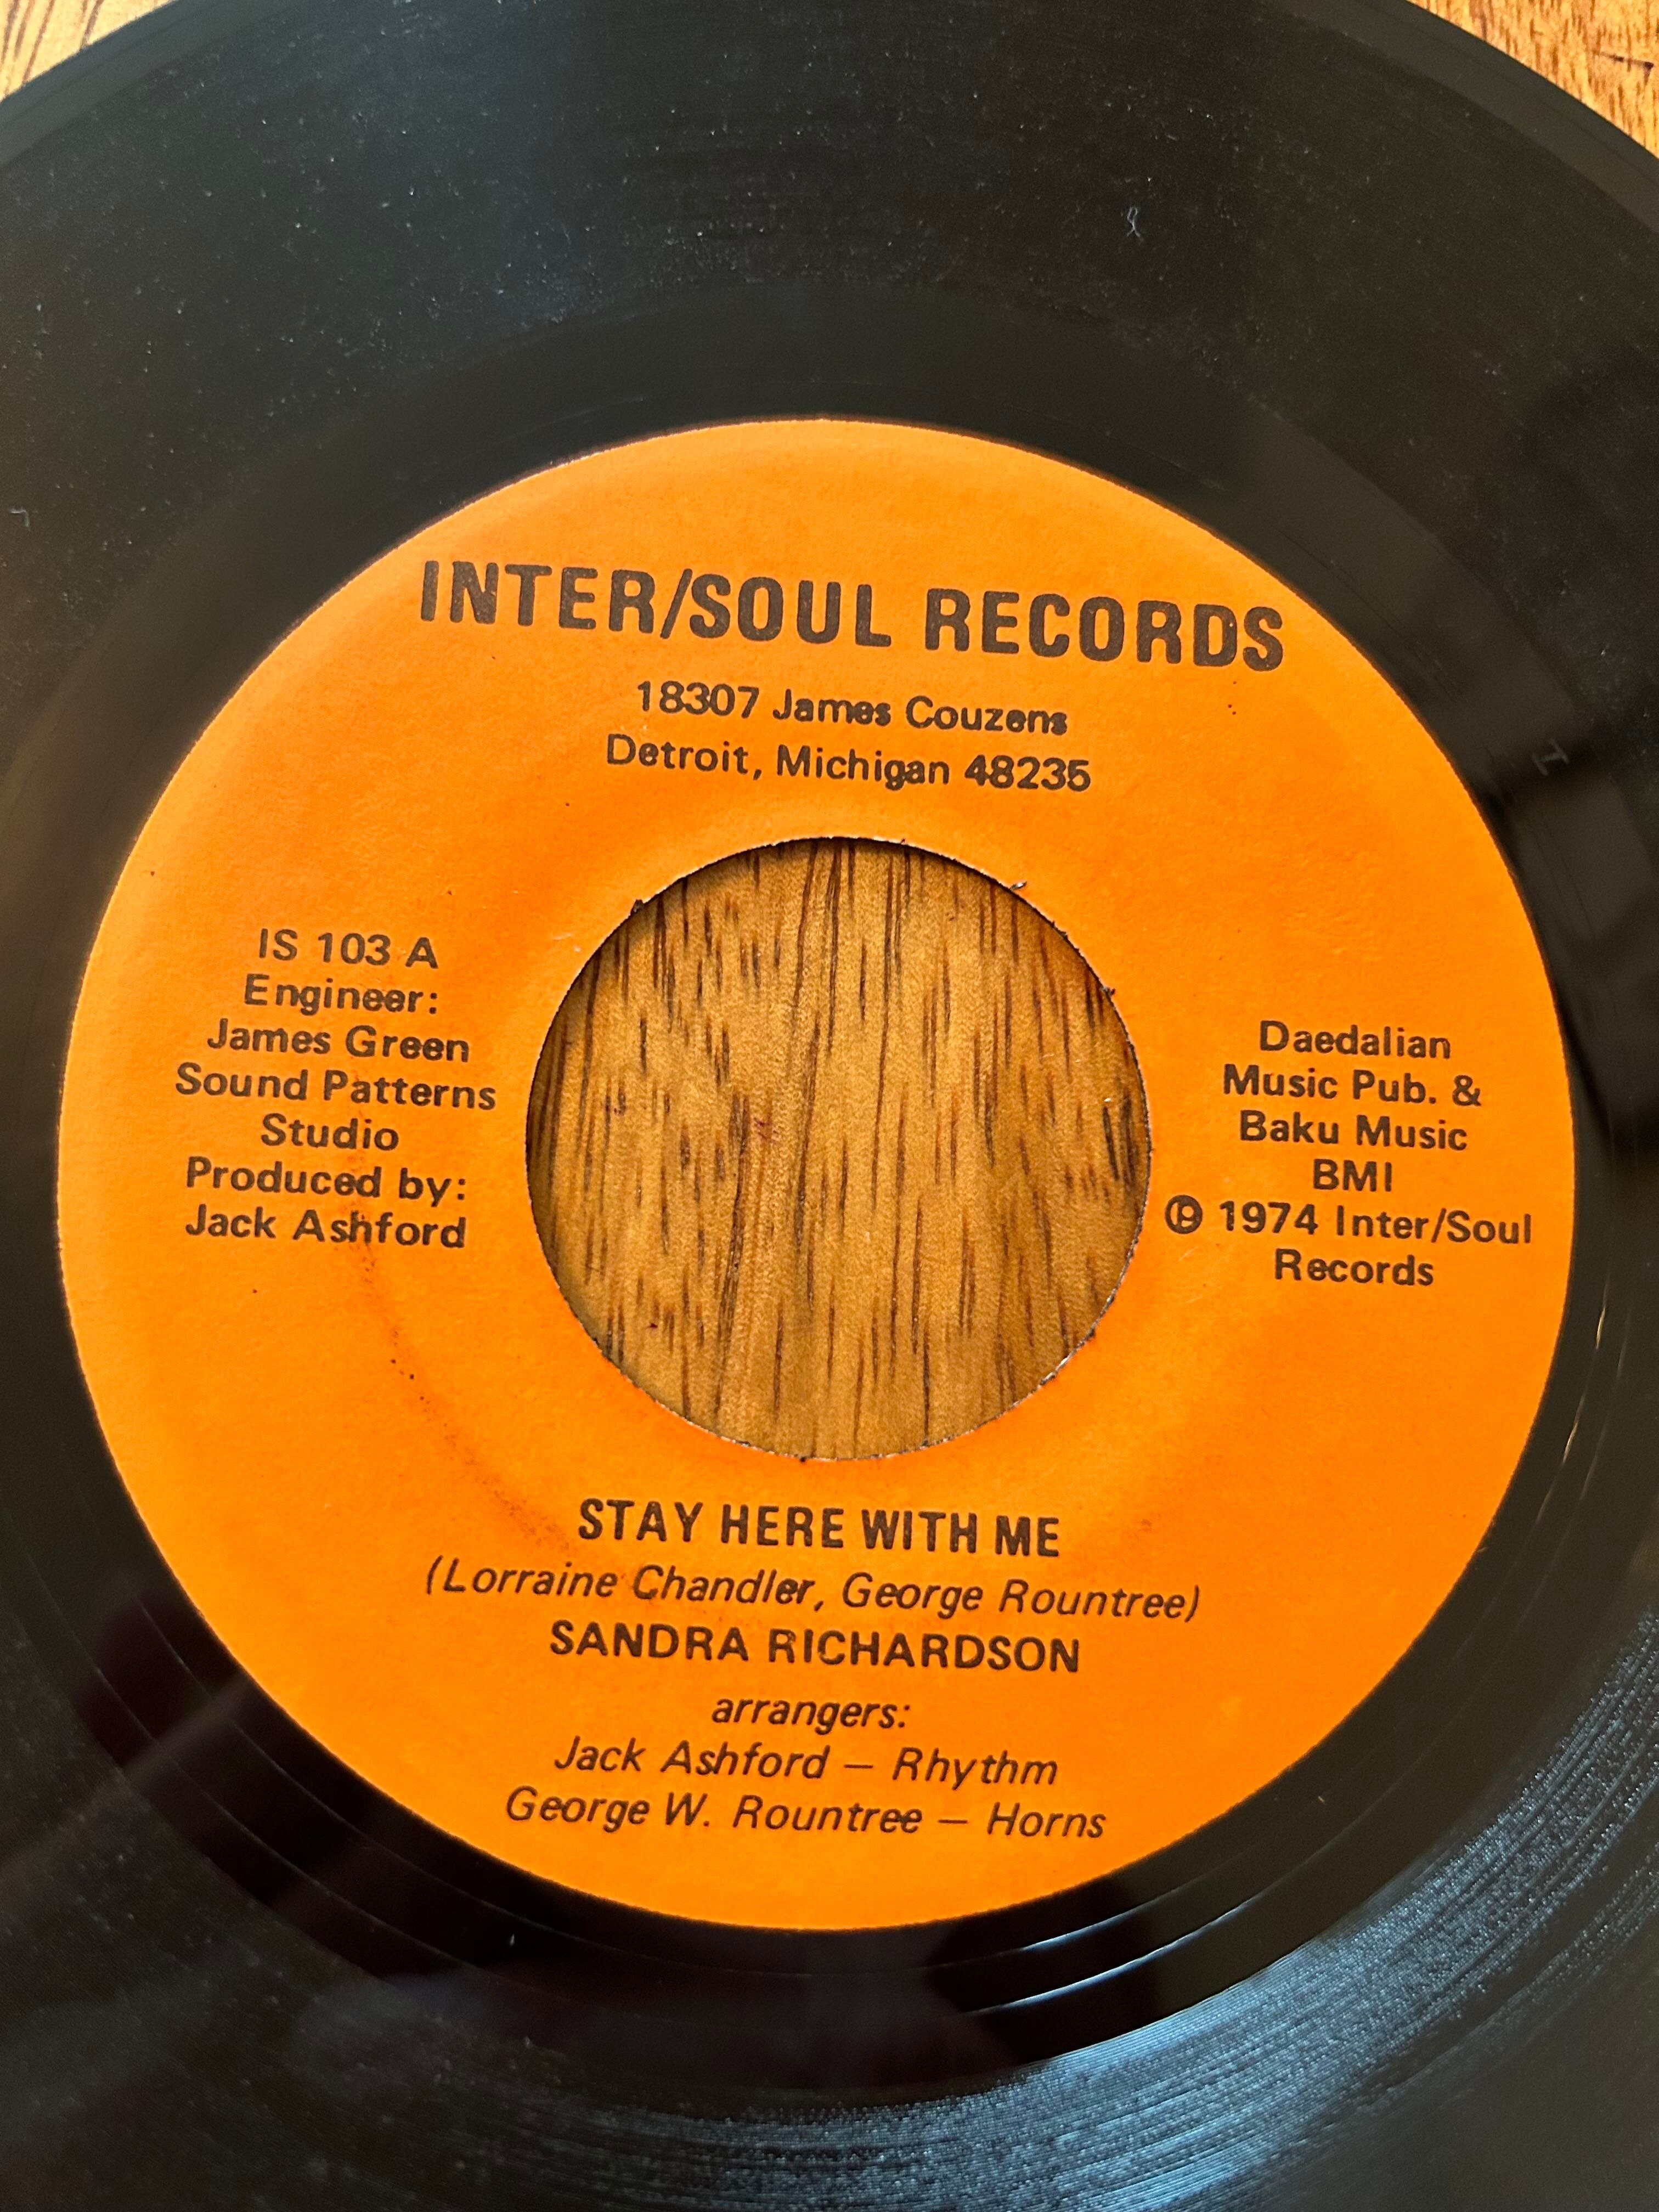 INTER/SOUL RECORDS
18307 James Couzens
Detroit, Michigan 48235
IS 103 A
Engineer:
James Green
Sound Patterns
Studio
Produced by:
Jack Ashford
Daedalian
Music Pub. &
Baku Music
BMI
℗ 1974 Inter/Soul
Records
STAY HERE WITH ME
(Lorraine Chandler, George Rountree)
SANDRA RICHARDSON
arrangers:
Jack Ashford — Rhythm
George W. Rountree — Horns